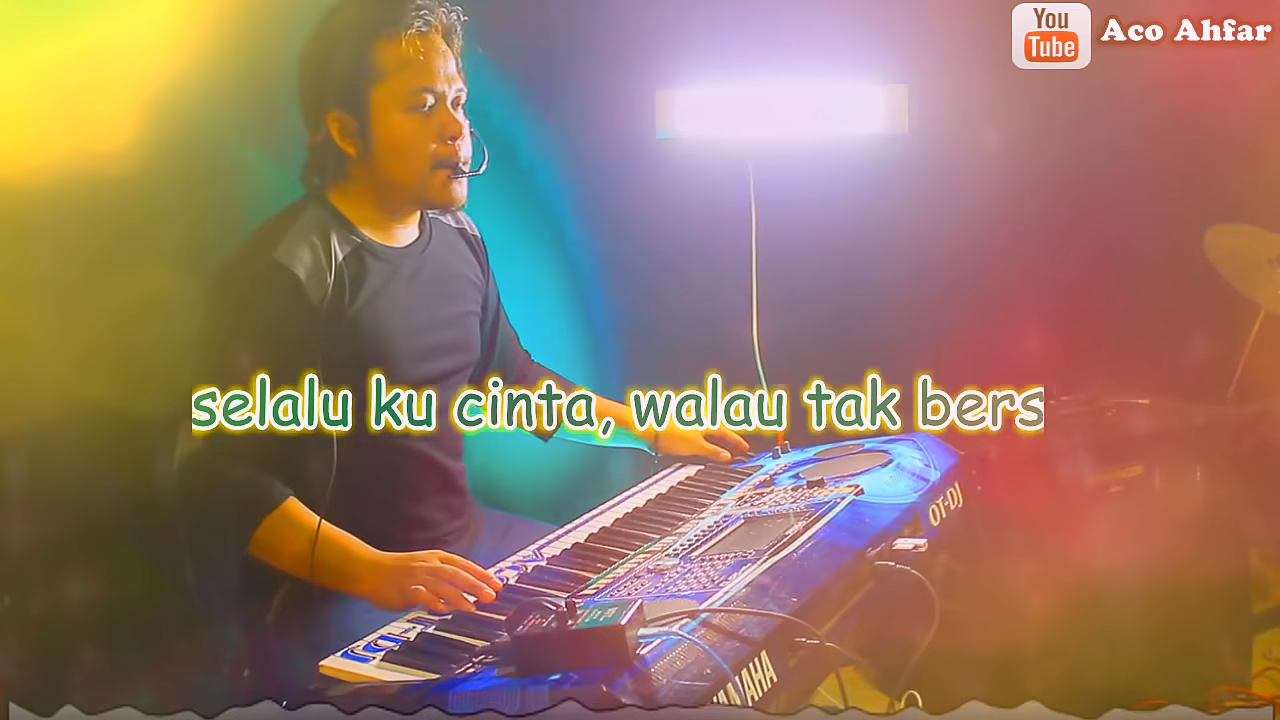 You
Tube
Aco Ahfar
selalu ku cinta, walau tak bers
OT-DJ
YAMAHA